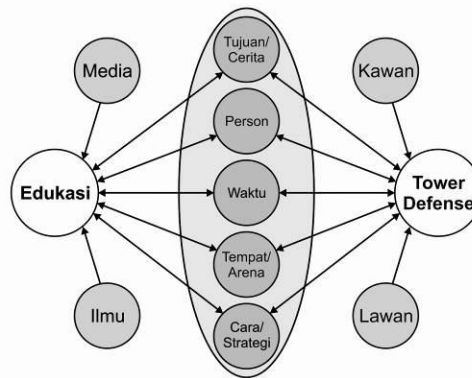 Tujuan/
Cerita
Media
Kawan
Person
Edukasi
Waktu
Tower
Defense
Tempat/
Arena
Ilmu
Cara/
Strategi
Lawan